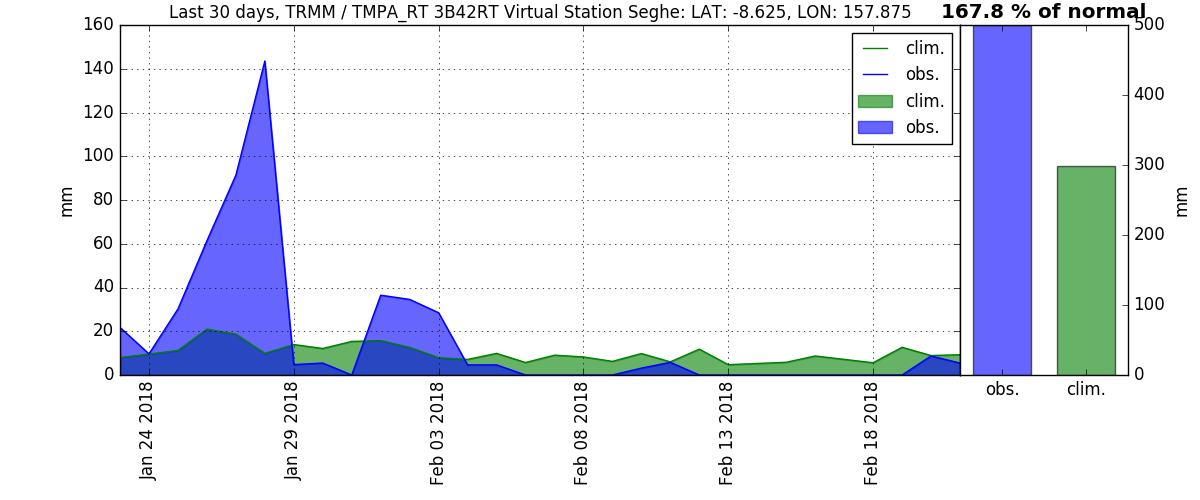 Last 30 days, TRMM / TMPA_RT 3B42RT Virtual Station Seghe: LAT: -8.625, LON: 157.875
167.8 % of normal
160
140
120
100
80
60
40
20
0
mm
clim.
obs.
clim.
obs.
500
400
300
200
100
0
mm
Jan 24 2018
Jan 29 2018
Feb 03 2018
Feb 08 2018
Feb 13 2018
Feb 18 2018
obs.
clim.